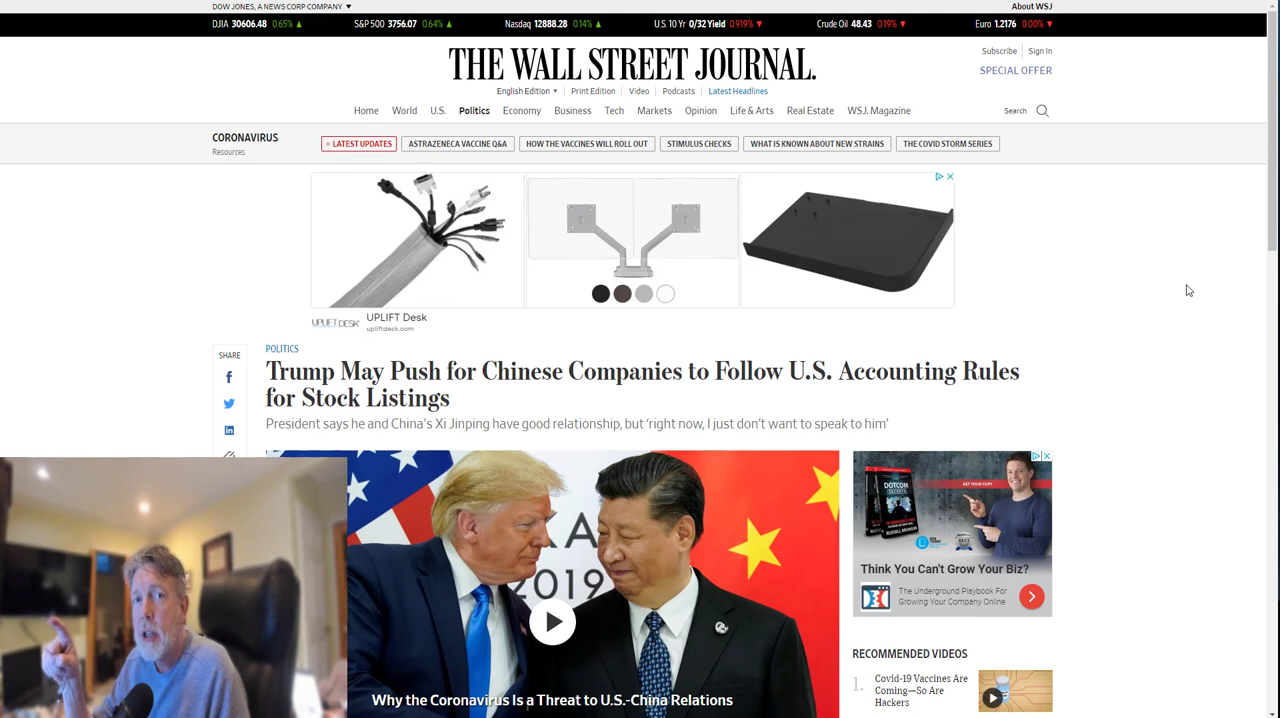 DOW JONES, A NEWS CORP COMPANY
About WSJ
DJIA 30606.48 0.65%
S&P 500 3756.07 0.64%
Nasdaq 12888.28 0.14%
U.S. 10 Yr 0/32 Yield 0.919%
Crude Oil 48.43 0.19%
Euro 1.2176 0.00%
THE WALL STREET JOURNAL.
Subscribe
Sign In
SPECIAL OFFER
English Edition
Print Edition
Video
Podcasts
Latest Headlines
Home
World
U.S.
Politics
Economy
Business
Tech
Markets
Opinion
Life & Arts
Real Estate
WSJ. Magazine
Search
CORONAVIRUS
Resources
LATEST UPDATES
ASTRAZENECA VACCINE Q&A
HOW THE VACCINES WILL ROLL OUT
STIMULUS CHECKS
WHAT IS KNOWN ABOUT NEW STRAINS
THE COVID STORM SERIES
UPLIFT DESK
UPLIFT Desk
upliftdesk.com
SHARE
POLITICS
Trump May Push for Chinese Companies to Follow U.S. Accounting Rules
for Stock Listings
President says he and China's Xi Jinping have good relationship, but 'right now, I just don't want to speak to him'
2019
Why the Coronavirus Is a Threat to U.S.-China Relations
GET YOUR COPY
DOTCOM
SECRETS
Think You Can't Grow Your Biz?
The Underground Playbook For
Growing Your Company Online
RECOMMENDED VIDEOS
1.
Covid-19 Vaccines Are
Coming—So Are
Hackers